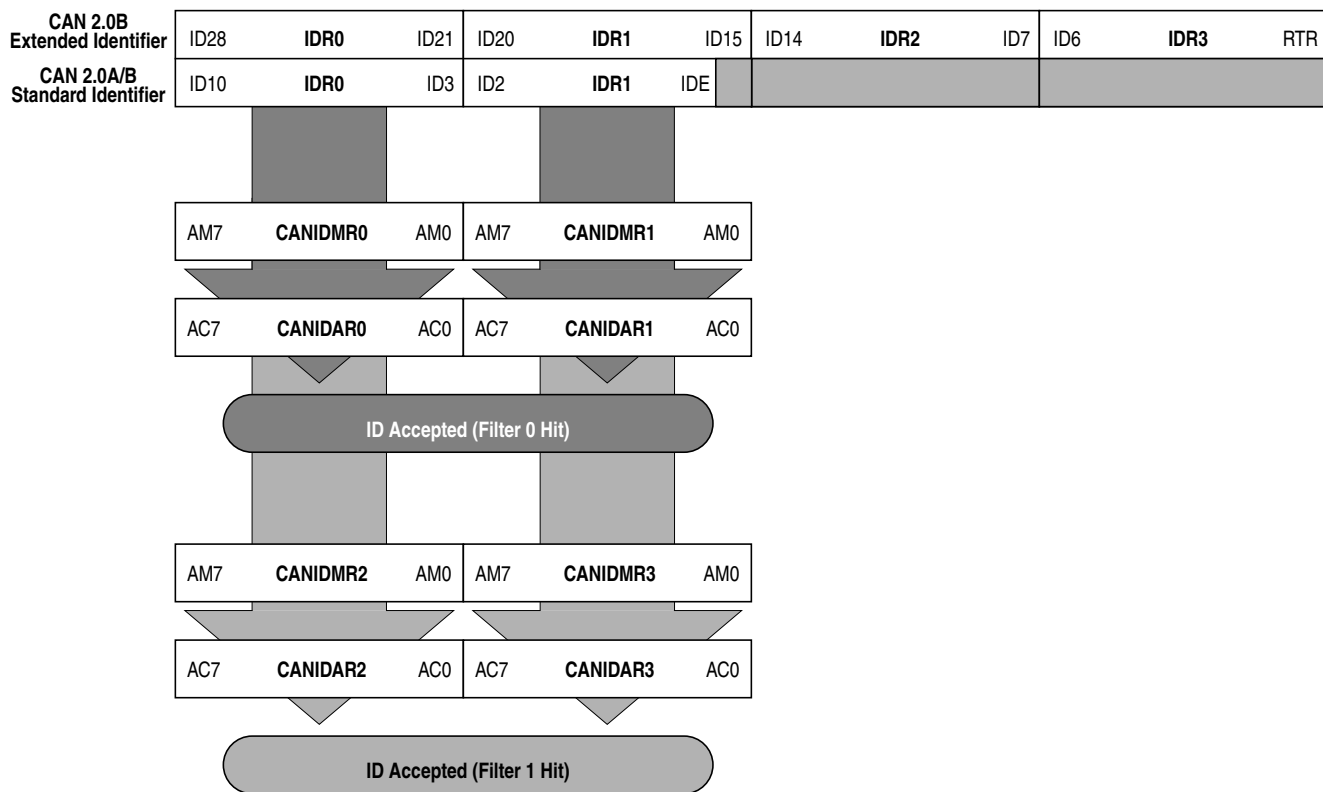 CAN 2.0B
Extended Identifier
ID28 IDR0 ID21 ID20 IDR1 ID15 ID14 IDR2 ID7 ID6 IDR3 RTR
CAN 2.0A/B
Standard Identifier
ID10 IDR0 ID3 ID2 IDR1 IDE
AM7 CANIDMR0 AM0 AM7 CANIDMR1 AM0
AC7 CANIDAR0 AC0 AC7 CANIDAR1 AC0
ID Accepted (Filter 0 Hit)
AM7 CANIDMR2 AM0 AM7 CANIDMR3 AM0
AC7 CANIDAR2 AC0 AC7 CANIDAR3 AC0
ID Accepted (Filter 1 Hit)